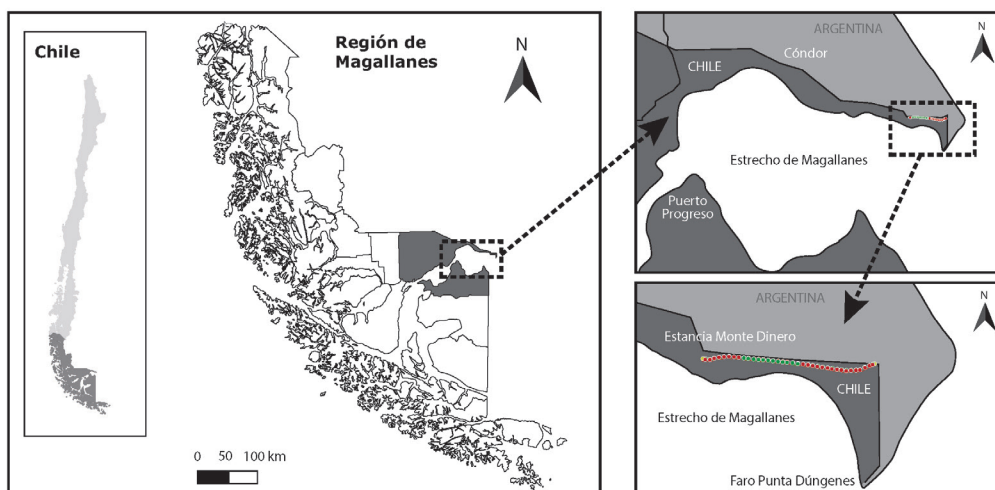 Chile
Región de
Magallanes
N
0 50 100 km
ARGENTINA
N
Cóndor
CHILE
Estrecho de Magallanes
Puerto
Progreso
ARGENTINA
N
Estancia Monte Dinero
CHILE
Estrecho de Magallanes
Faro Punta Dúngenes